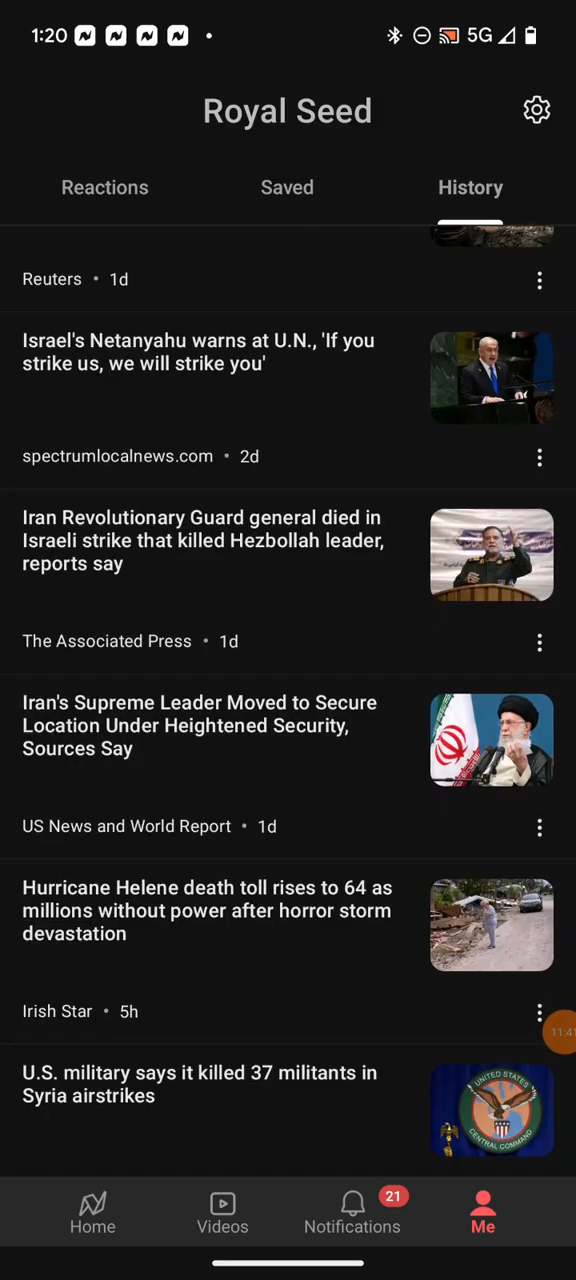 1:20
5G
Royal Seed
Reactions Saved History
Reuters • 1d
Israel's Netanyahu warns at U.N., 'If you
strike us, we will strike you'
spectrumlocalnews.com • 2d
Iran Revolutionary Guard general died in
Israeli strike that killed Hezbollah leader,
reports say
The Associated Press • 1d
Iran's Supreme Leader Moved to Secure
Location Under Heightened Security,
Sources Say
US News and World Report • 1d
Hurricane Helene death toll rises to 64 as
millions without power after horror storm
devastation
Irish Star • 5h
11:41
U.S. military says it killed 37 militants in
Syria airstrikes
UNITED STATES
CENTRAL COMMAND
21
Home Videos Notifications Me